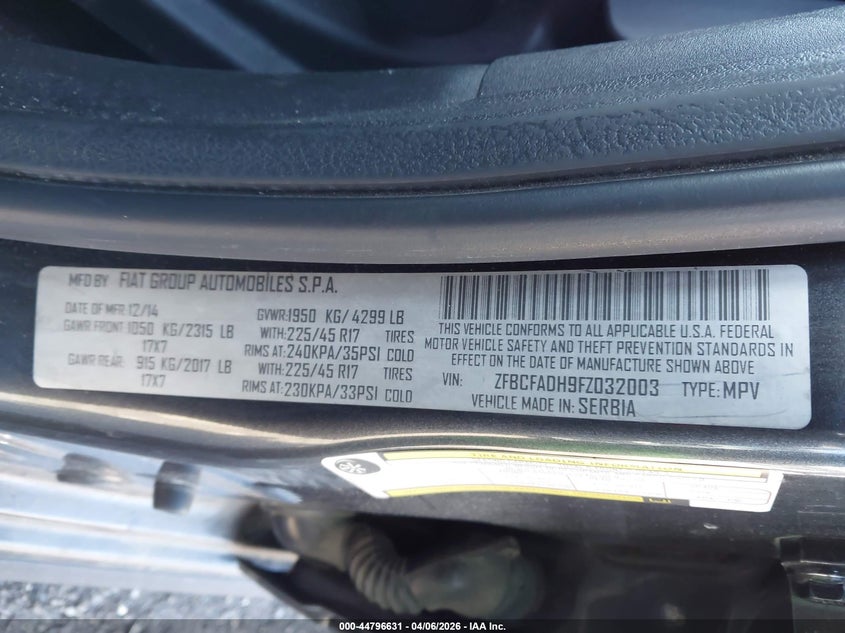 MFD BY FIAT GROUP AUTOMOBILES S.P.A.
DATE OF MFR 12/14 GVWR:1950 KG/4299 LB
GAWR FRONT 1050 KG/2315 LB WITH:225/45 R17 TIRES
17X7 RIMS AT:240KPA/35PSI COLD
GAWR REAR: 915 KG/2017 LB WITH:225/45 R17 TIRES
17X7 RIMS AT:230KPA/33PSI COLD
THIS VEHICLE CONFORMS TO ALL APPLICABLE U.S.A. FEDERAL
MOTOR VEHICLE SAFETY AND THEFT PREVENTION STANDARDS IN
EFFECT ON THE DATE OF MANUFACTURE SHOWN ABOVE
VIN: ZFBCFADH9FZ032003 TYPE: MPV
VEHICLE MADE IN: SERBIA
TIRE AND LOADING INFORMATION
000-44796631 - 04/06/2026 - IAA Inc.